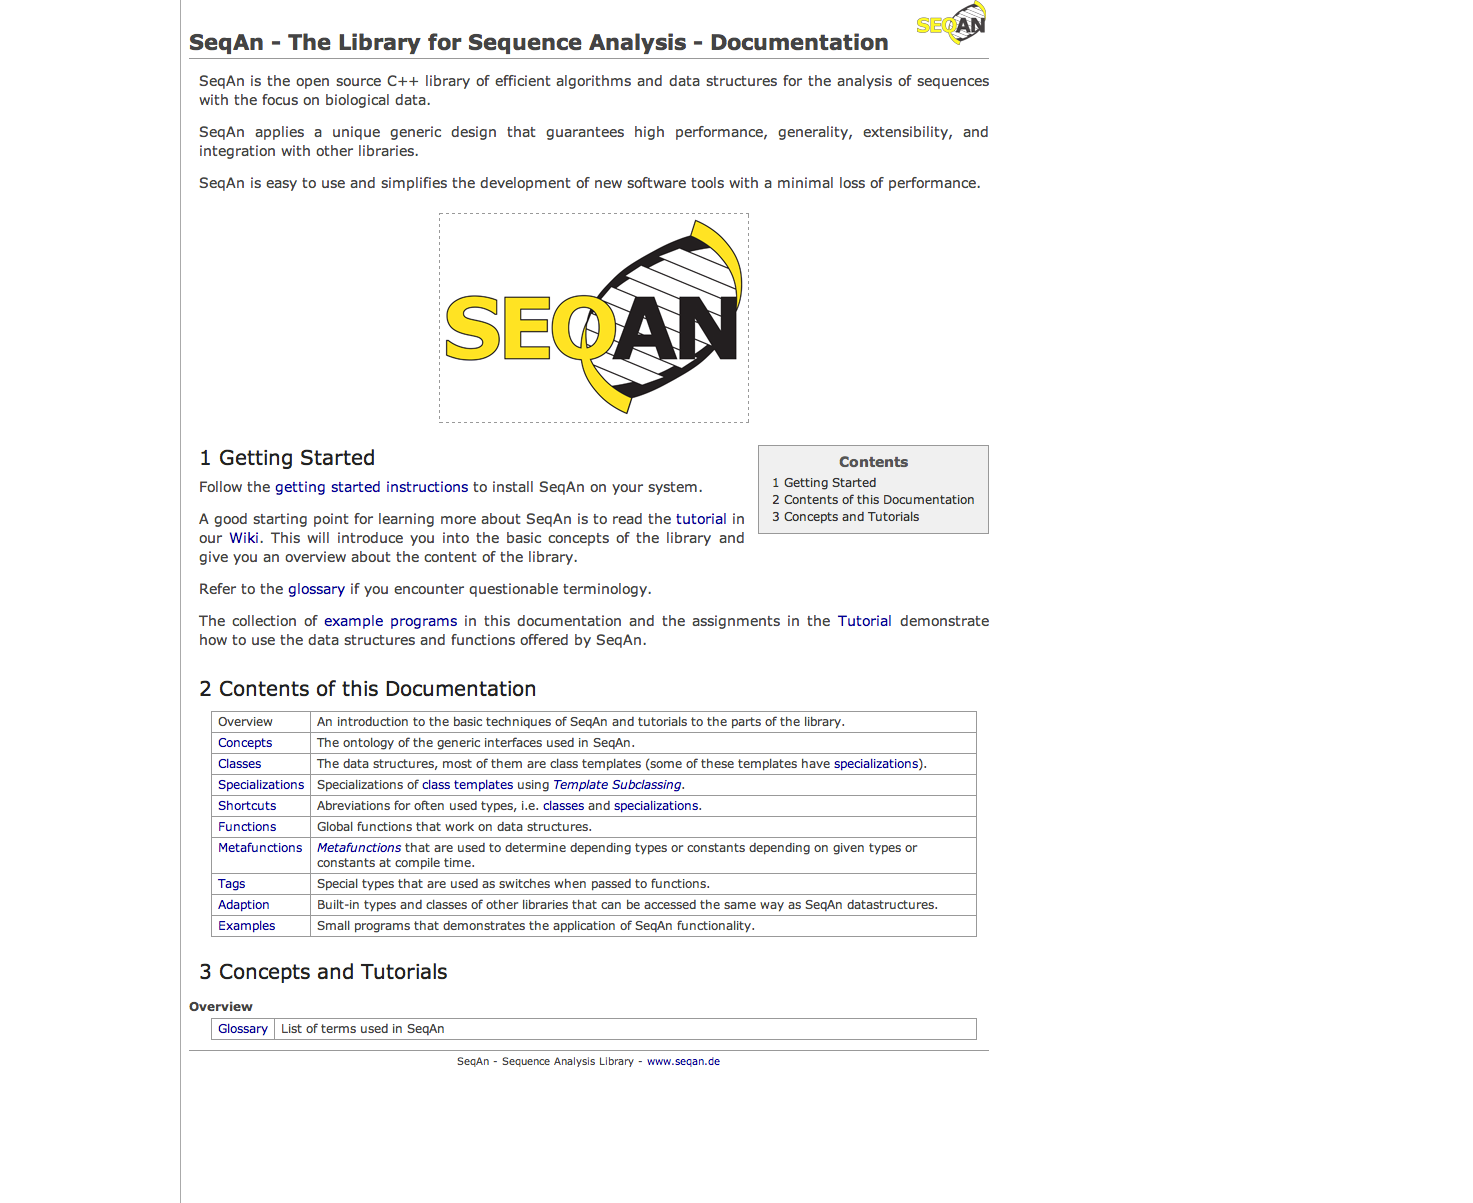 SeqAn - The Library for Sequence Analysis - Documentation
SEQAN
SeqAn is the open source C++ library of efficient algorithms and data structures for the analysis of sequences
with the focus on biological data.
SeqAn applies a unique generic design that guarantees high performance, generality, extensibility, and
integration with other libraries.
SeqAn is easy to use and simplifies the development of new software tools with a minimal loss of performance.
SEQAN
1 Getting Started
Follow the getting started instructions to install SeqAn on your system.
A good starting point for learning more about SeqAn is to read the tutorial in
our Wiki. This will introduce you into the basic concepts of the library and
give you an overview about the content of the library.
Contents
1 Getting Started
2 Contents of this Documentation
3 Concepts and Tutorials
Refer to the glossary if you encounter questionable terminology.
The collection of example programs in this documentation and the assignments in the Tutorial demonstrate
how to use the data structures and functions offered by SeqAn.
2 Contents of this Documentation
Overview An introduction to the basic techniques of SeqAn and tutorials to the parts of the library.
Concepts The ontology of the generic interfaces used in SeqAn.
Classes The data structures, most of them are class templates (some of these templates have specializations).
Specializations Specializations of class templates using Template Subclassing.
Shortcuts Abreviations for often used types, i.e. classes and specializations.
Functions Global functions that work on data structures.
Metafunctions Metafunctions that are used to determine depending types or constants depending on given types or
constants at compile time.
Tags Special types that are used as switches when passed to functions.
Adaption Built-in types and classes of other libraries that can be accessed the same way as SeqAn datastructures.
Examples Small programs that demonstrates the application of SeqAn functionality.
3 Concepts and Tutorials
Overview
Glossary List of terms used in SeqAn
SeqAn - Sequence Analysis Library - www.seqan.de